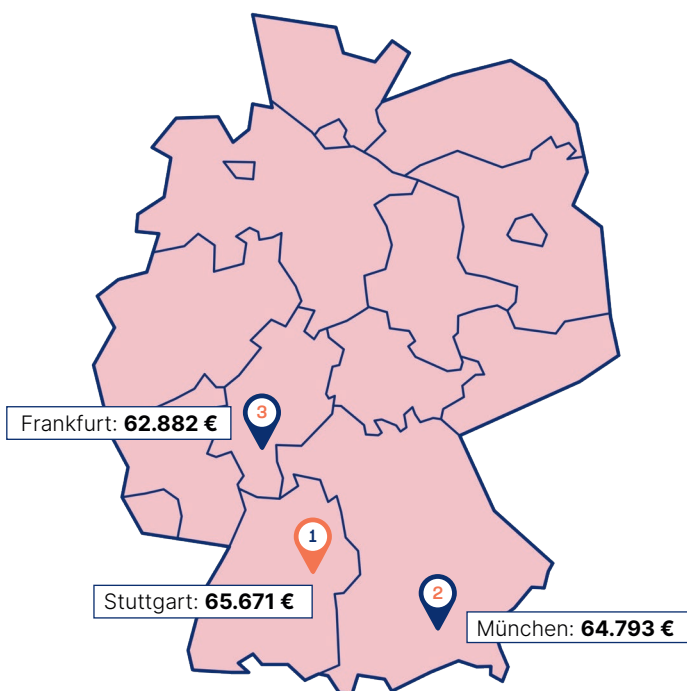 3
Frankfurt: 62.882 €
1
Stuttgart: 65.671 €
2
München: 64.793 €